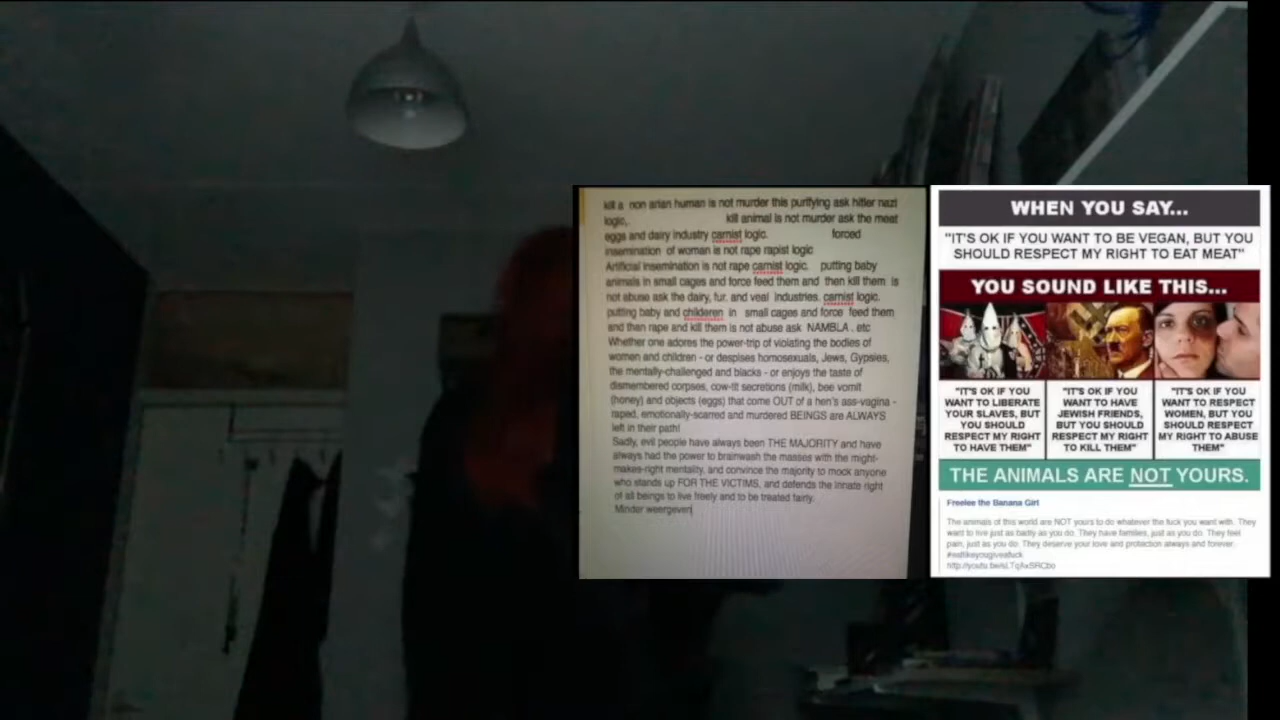 kill a non arian human is not murder this purifying ask hitler nazi
logic, kill animal is not murder ask the meat
eggs and dairy industry carnist logic. forced
insemination of woman is not rape rapist logic
Artificial insemination is not rape carnist logic. putting baby
animals in small cages and force feed them and then kill them is
not abuse ask the dairy, fur. and veal industries. carnist logic.
putting baby and childeren in small cages and force feed them
and then rape and kill them is not abuse ask NAMBLA . etc
Whether one adores the power-trip of violating the bodies of
women and children - or despises homosexuals, Jews, Gypsies,
the mentally-challenged and blacks - or enjoys the taste of
dismembered corpses, cow-tit secretions (milk), bee vomit
(honey) and objects (eggs) that come OUT of a hen's ass-vagina -
raped, emotionally-scarred and murdered BEINGS are ALWAYS
left in their path!
Sadly, evil people have always been THE MAJORITY and have
always had the power to brainwash the masses with the might-
makes-right mentality, and convince the majority to mock anyone
who stands up FOR THE VICTIMS, and defends the innate right
of all beings to live freely and to be treated fairly.
Minder weergeven
WHEN YOU SAY...
"IT'S OK IF YOU WANT TO BE VEGAN, BUT YOU
SHOULD RESPECT MY RIGHT TO EAT MEAT"
YOU SOUND LIKE THIS...
"IT'S OK IF YOU
WANT TO LIBERATE
YOUR SLAVES, BUT
YOU SHOULD
RESPECT MY RIGHT
TO HAVE THEM"
"IT'S OK IF YOU
WANT TO HAVE
JEWISH FRIENDS,
BUT YOU SHOULD
RESPECT MY RIGHT
TO KILL THEM"
"IT'S OK IF YOU
WANT TO RESPECT
WOMEN, BUT YOU
SHOULD RESPECT
MY RIGHT TO ABUSE
THEM"
THE ANIMALS ARE NOT YOURS.
Freelee the Banana Girl
The animals of this world are NOT yours to do whatever the fuck you want with. They
want to live just as badly as you do. They have families, just as you do. They feel
pain, just as you do. They deserve your love and protection always and forever.
#eatlikeyougiveafuck